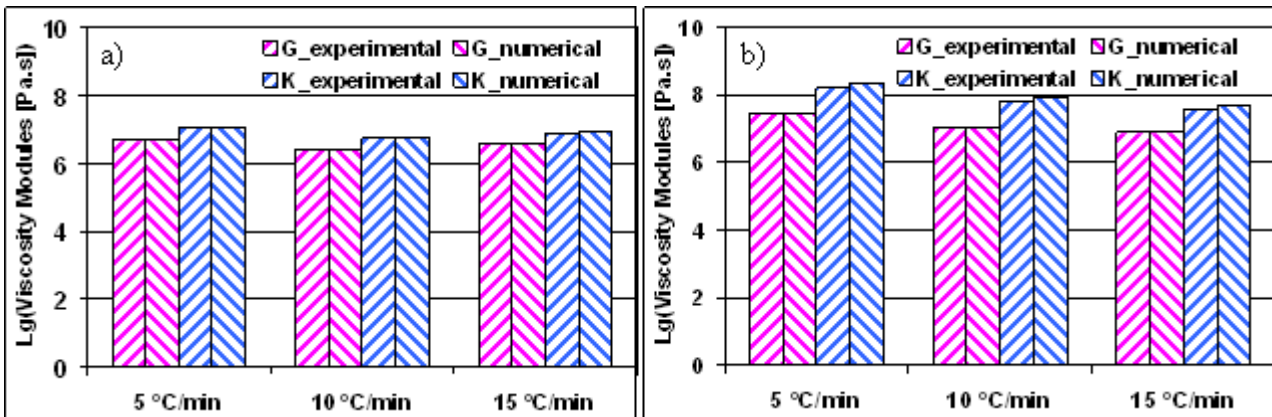 a)
G_experimental G_numerical
K_experimental K_numerical
Lg(Viscosity Modules [Pa.s])
10
8
6
4
2
0
5 °C/min 10 °C/min 15 °C/min
b)
G_experimental G_numerical
K_experimental K_numerical
Lg(Viscosity Modules [Pa.s])
10
8
6
4
2
0
5 °C/min 10 °C/min 15 °C/min